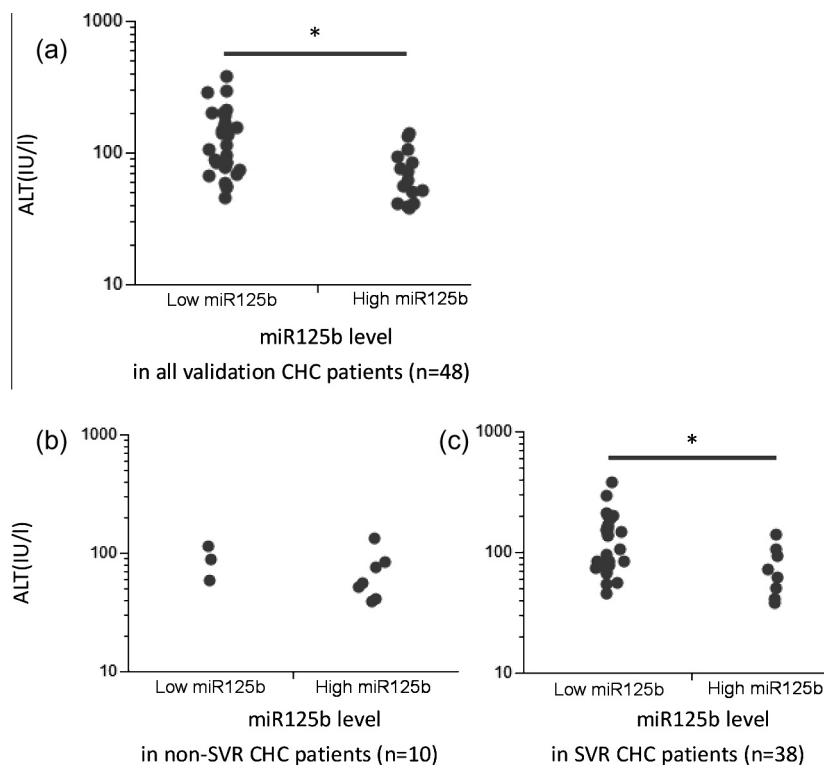 (a)
*
1000
100
10
ALT(IU/l)
Low miR125b
High miR125b
miR125b level
in all validation CHC patients (n=48)
(b)
1000
100
10
ALT(IU/l)
Low miR125b
High miR125b
miR125b level
in non-SVR CHC patients (n=10)
(c)
*
1000
100
10
Low miR125b
High miR125b
miR125b level
in SVR CHC patients (n=38)